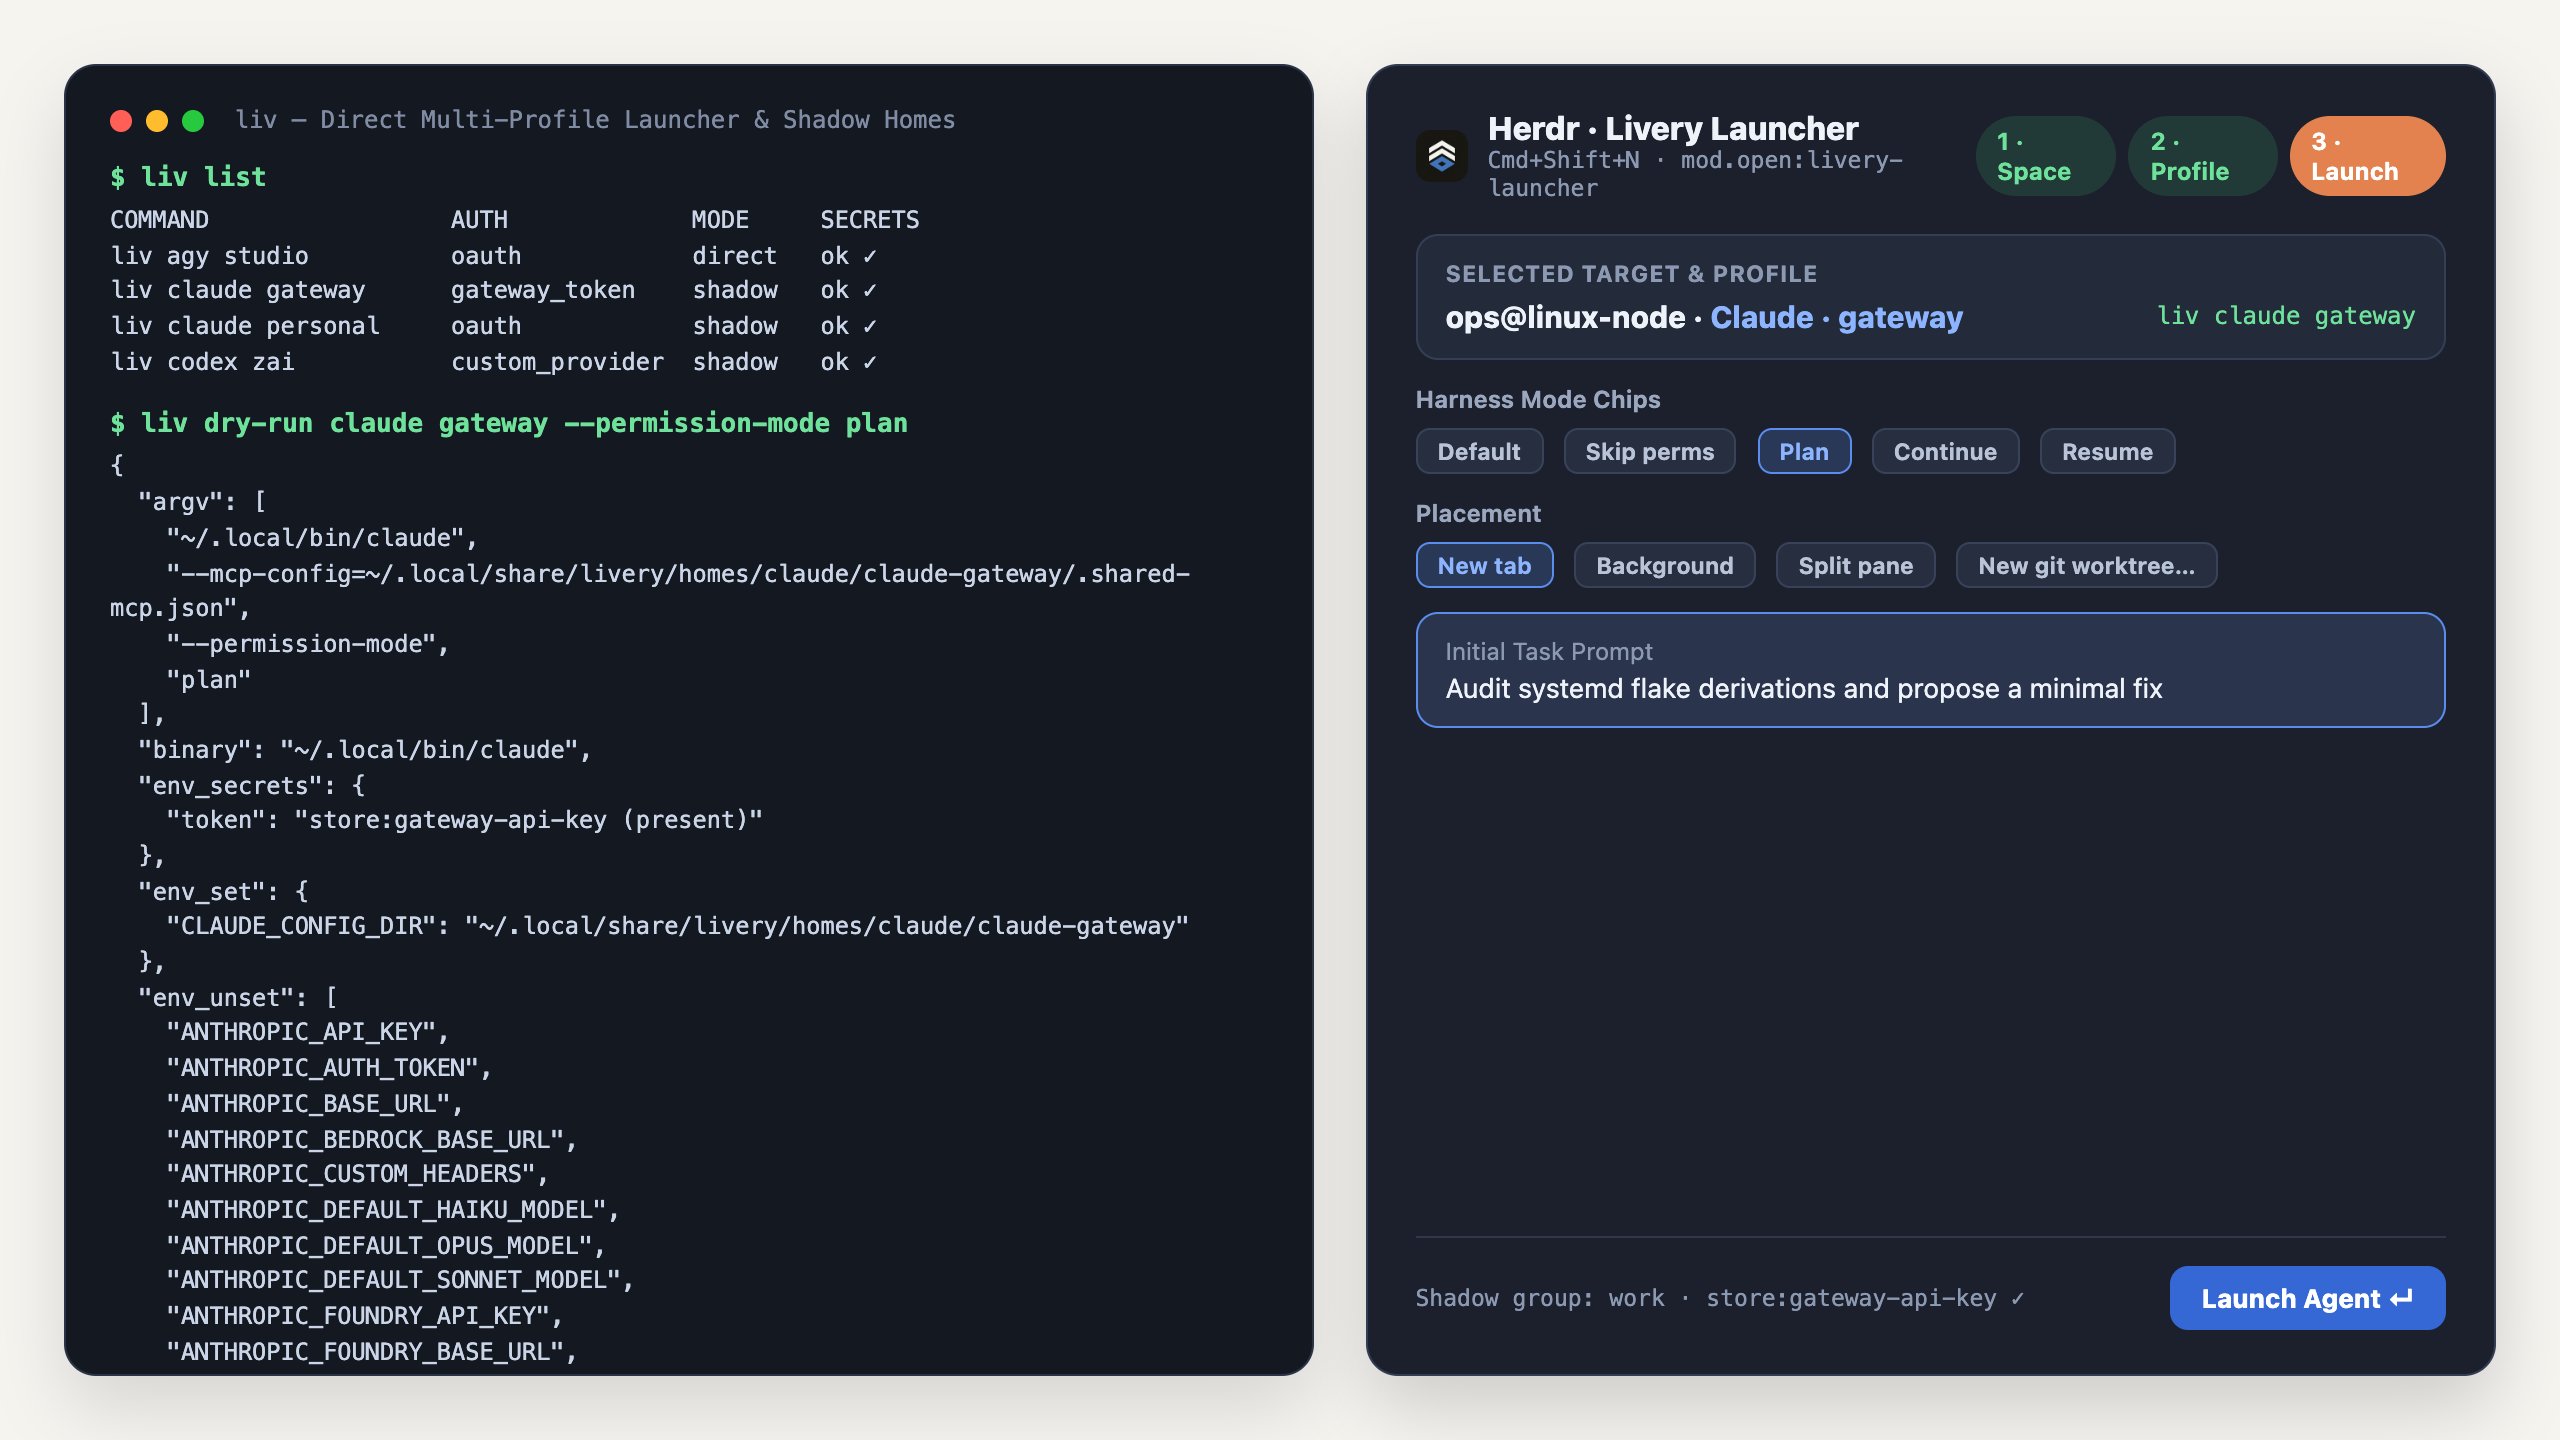 liv — Direct Multi-Profile Launcher & Shadow Homes
$ liv list
COMMAND AUTH MODE SECRETS
liv agy studio oauth direct ok ✓
liv claude gateway gateway_token shadow ok ✓
liv claude personal oauth shadow ok ✓
liv codex zai custom_provider shadow ok ✓
$ liv dry-run claude gateway --permission-mode plan
{
"argv": [
"~/.local/bin/claude",
"--mcp-config=~/.local/share/livery/homes/claude/claude-gateway/.shared-
mcp.json",
"--permission-mode",
"plan"
],
"binary": "~/.local/bin/claude",
"env_secrets": {
"token": "store:gateway-api-key (present)"
},
"env_set": {
"CLAUDE_CONFIG_DIR": "~/.local/share/livery/homes/claude/claude-gateway"
},
"env_unset": [
"ANTHROPIC_API_KEY",
"ANTHROPIC_AUTH_TOKEN",
"ANTHROPIC_BASE_URL",
"ANTHROPIC_BEDROCK_BASE_URL",
"ANTHROPIC_CUSTOM_HEADERS",
"ANTHROPIC_DEFAULT_HAIKU_MODEL",
"ANTHROPIC_DEFAULT_OPUS_MODEL",
"ANTHROPIC_DEFAULT_SONNET_MODEL",
"ANTHROPIC_FOUNDRY_API_KEY",
"ANTHROPIC_FOUNDRY_BASE_URL",
Herdr · Livery Launcher
Cmd+Shift+N · mod.open:livery-
launcher
1 ·
Space
2 ·
Profile
3 ·
Launch
SELECTED TARGET & PROFILE
ops@linux-node · Claude · gateway
liv claude gateway
Harness Mode Chips
Default Skip perms Plan Continue Resume
Placement
New tab Background Split pane New git worktree...
Initial Task Prompt
Audit systemd flake derivations and propose a minimal fix
Shadow group: work · store:gateway-api-key ✓
Launch Agent ↵